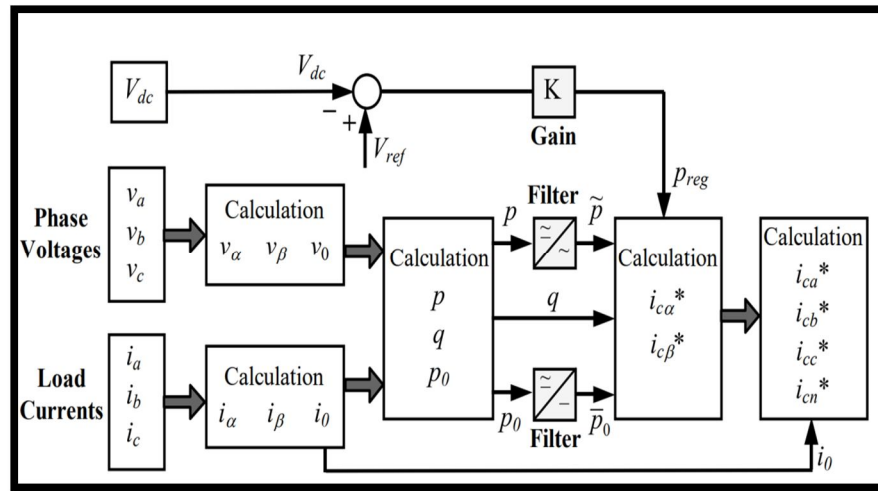 V_dc
V_dc
−
+
V_ref
K
Gain
p_reg
Phase
Voltages
v_a
v_b
v_c
Calculation
v_α v_β v_0
Calculation
p
q
p_0
p
Filter
≃
~
p̃
q
p_0
≃
−
Filter
p̄_0
Calculation
i_cα*
i_cβ*
Calculation
i_ca*
i_cb*
i_cc*
i_cn*
Load
Currents
i_a
i_b
i_c
Calculation
i_α i_β i_0
i_0